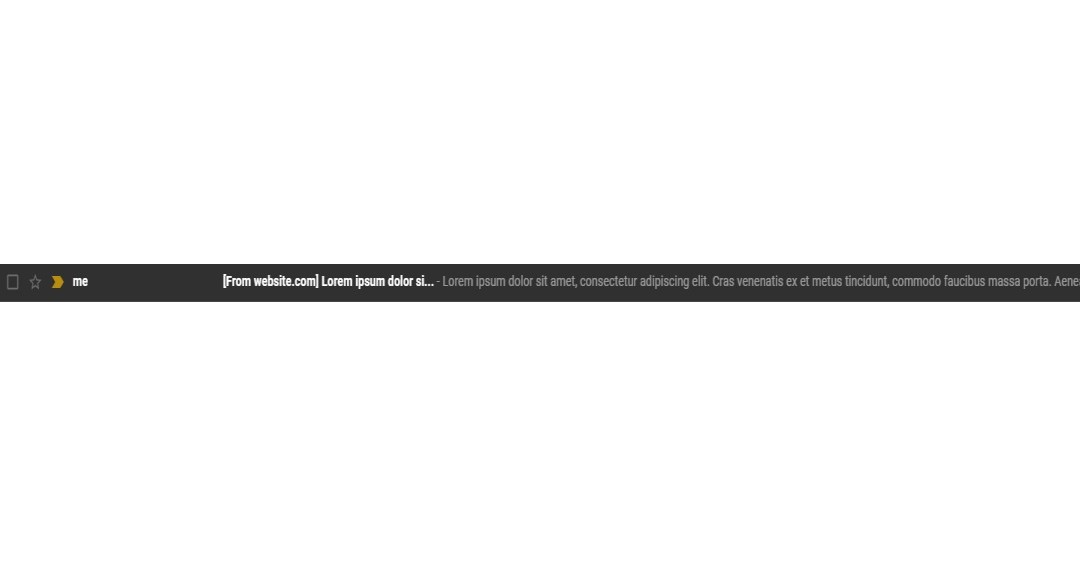 me [From website.com] Lorem ipsum dolor si... - Lorem ipsum dolor sit amet, consectetur adipiscing elit. Cras venenatis ex et metus tincidunt, commodo faucibus massa porta. Aene